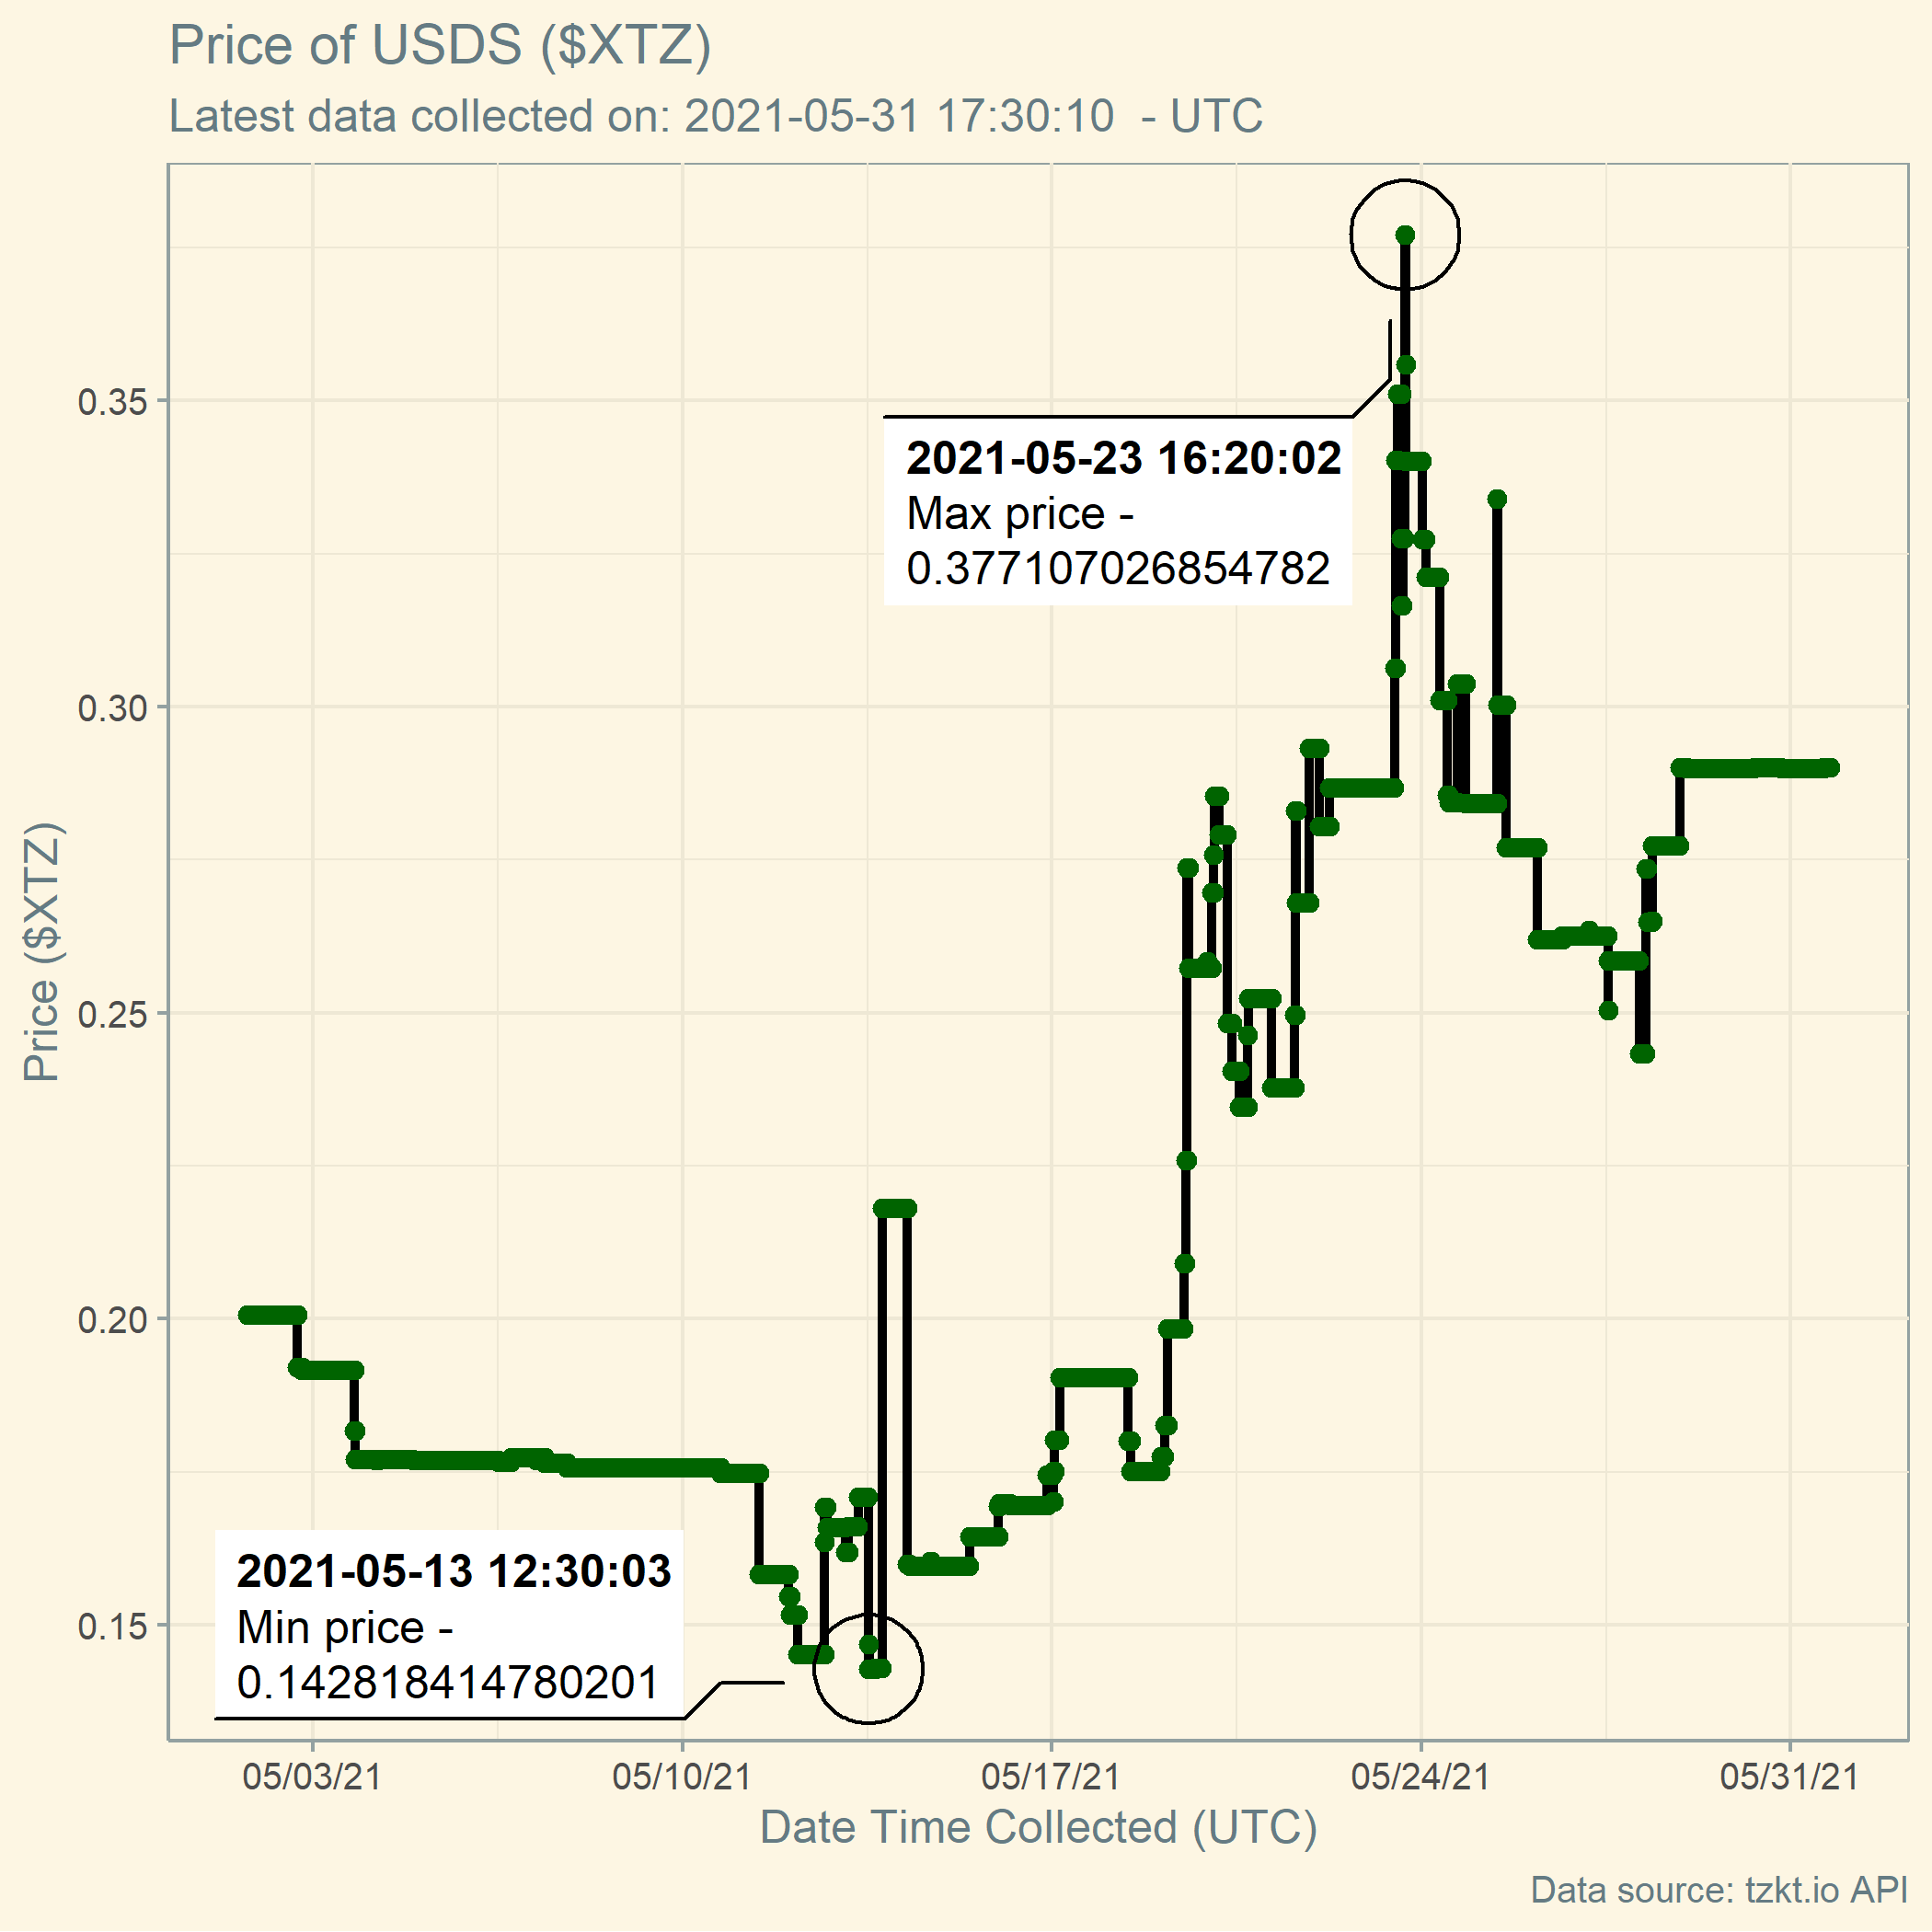 Price of USDS ($XTZ)
Latest data collected on: 2021-05-31 17:30:10  - UTC
Price ($XTZ)
0.35
0.30
0.25
0.20
0.15
2021-05-23 16:20:02
Max price -
0.377107026854782
2021-05-13 12:30:03
Min price -
0.142818414780201
05/03/21
05/10/21
05/17/21
05/24/21
05/31/21
Date Time Collected (UTC)
Data source: tzkt.io API